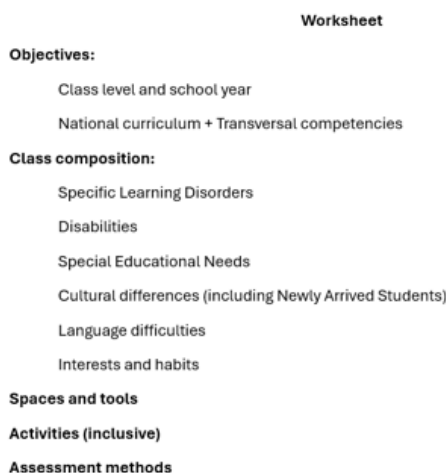 Worksheet
Objectives:
Class level and school year
National curriculum + Transversal competencies
Class composition:
Specific Learning Disorders
Disabilities
Special Educational Needs
Cultural differences (including Newly Arrived Students)
Language difficulties
Interests and habits
Spaces and tools
Activities (inclusive)
Assessment methods